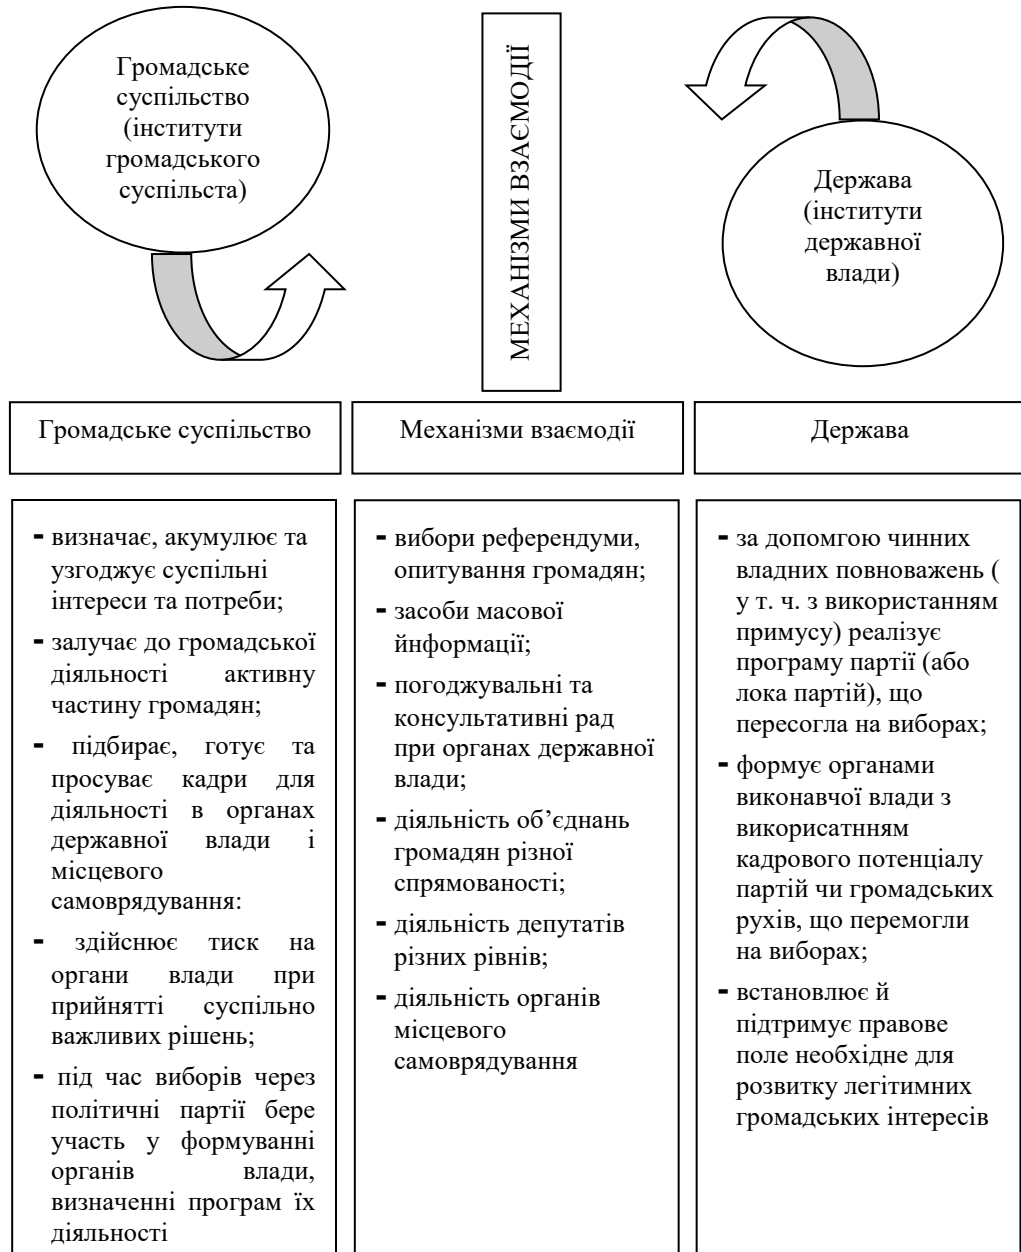 Громадське
суспільство
(інститути
громадського
суспільста)
МЕХАНІЗМИ ВЗАЄМОДІЇ
Держава
(інститути
державної
влади)
Громадське суспільство
Механізми взаємодії
Держава
- визначає, акумулює та
узгоджує суспільні
інтереси та потреби;
- залучає до громадської
діяльності активну
частину громадян;
- підбирає, готує та
просуває кадри для
діяльності в органах
державної влади і
місцевого
самоврядування:
- здійснює тиск на
органи влади при
прийнятті суспільно
важливих рішень;
- під час виборів через
політичні партії бере
участь у формуванні
органів влади,
визначенні програм їх
діяльності
- вибори референдуми,
опитування громадян;
- засоби масової
йнформації;
- погоджувальні та
консультативні рад
при органах державної
влади;
- діяльність об’єднань
громадян різної
спрямованості;
- діяльність депутатів
різних рівнів;
- діяльність органів
місцевого
самоврядування
- за допомгою чинних
владних повноважень (
у т. ч. з використанням
примусу) реалізує
програму партії (або
лока партій), що
пересогла на виборах;
- формує органами
виконавчої влади з
використанням
кадрового потенціалу
партій чи громадських
рухів, що перемогли
на виборах;
- встановлює й
підтримує правове
поле необхідне для
розвитку легітимних
громадських інтересів